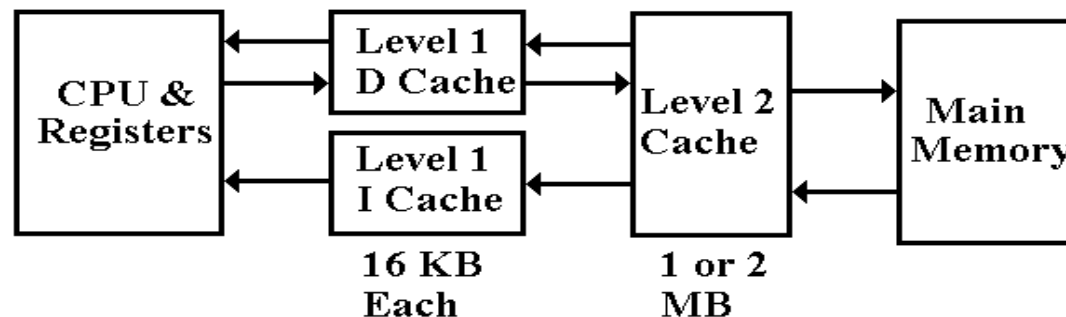 CPU &
Registers
Level 1
D Cache
Level 1
I Cache
16 KB
Each
Level 2
Cache
1 or 2
MB
Main
Memory